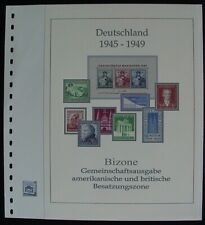 Deutschland
1945 - 1949
Bizone
Gemeinschaftsausgabe
amerikanische und britische
Besatzungszone